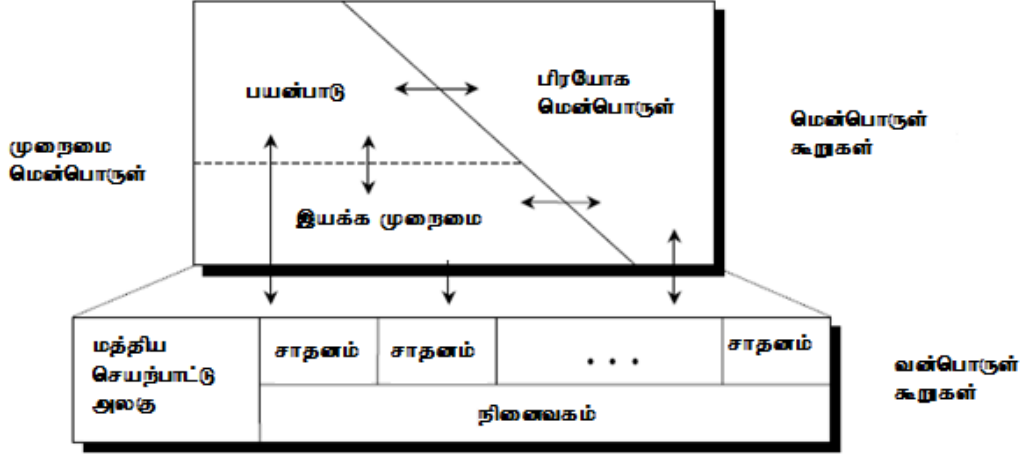 பயன்பாடு
பிரயோக
மென்பொருள்
முறைமை
மென்பொருள்
மென்பொருள்
கூறுகள்
இயக்க முறைமை
மத்திய
செயற்பாட்டு
அலகு
சாதனம்
சாதனம்
. . .
சாதனம்
நினைவகம்
வன்பொருள்
கூறுகள்